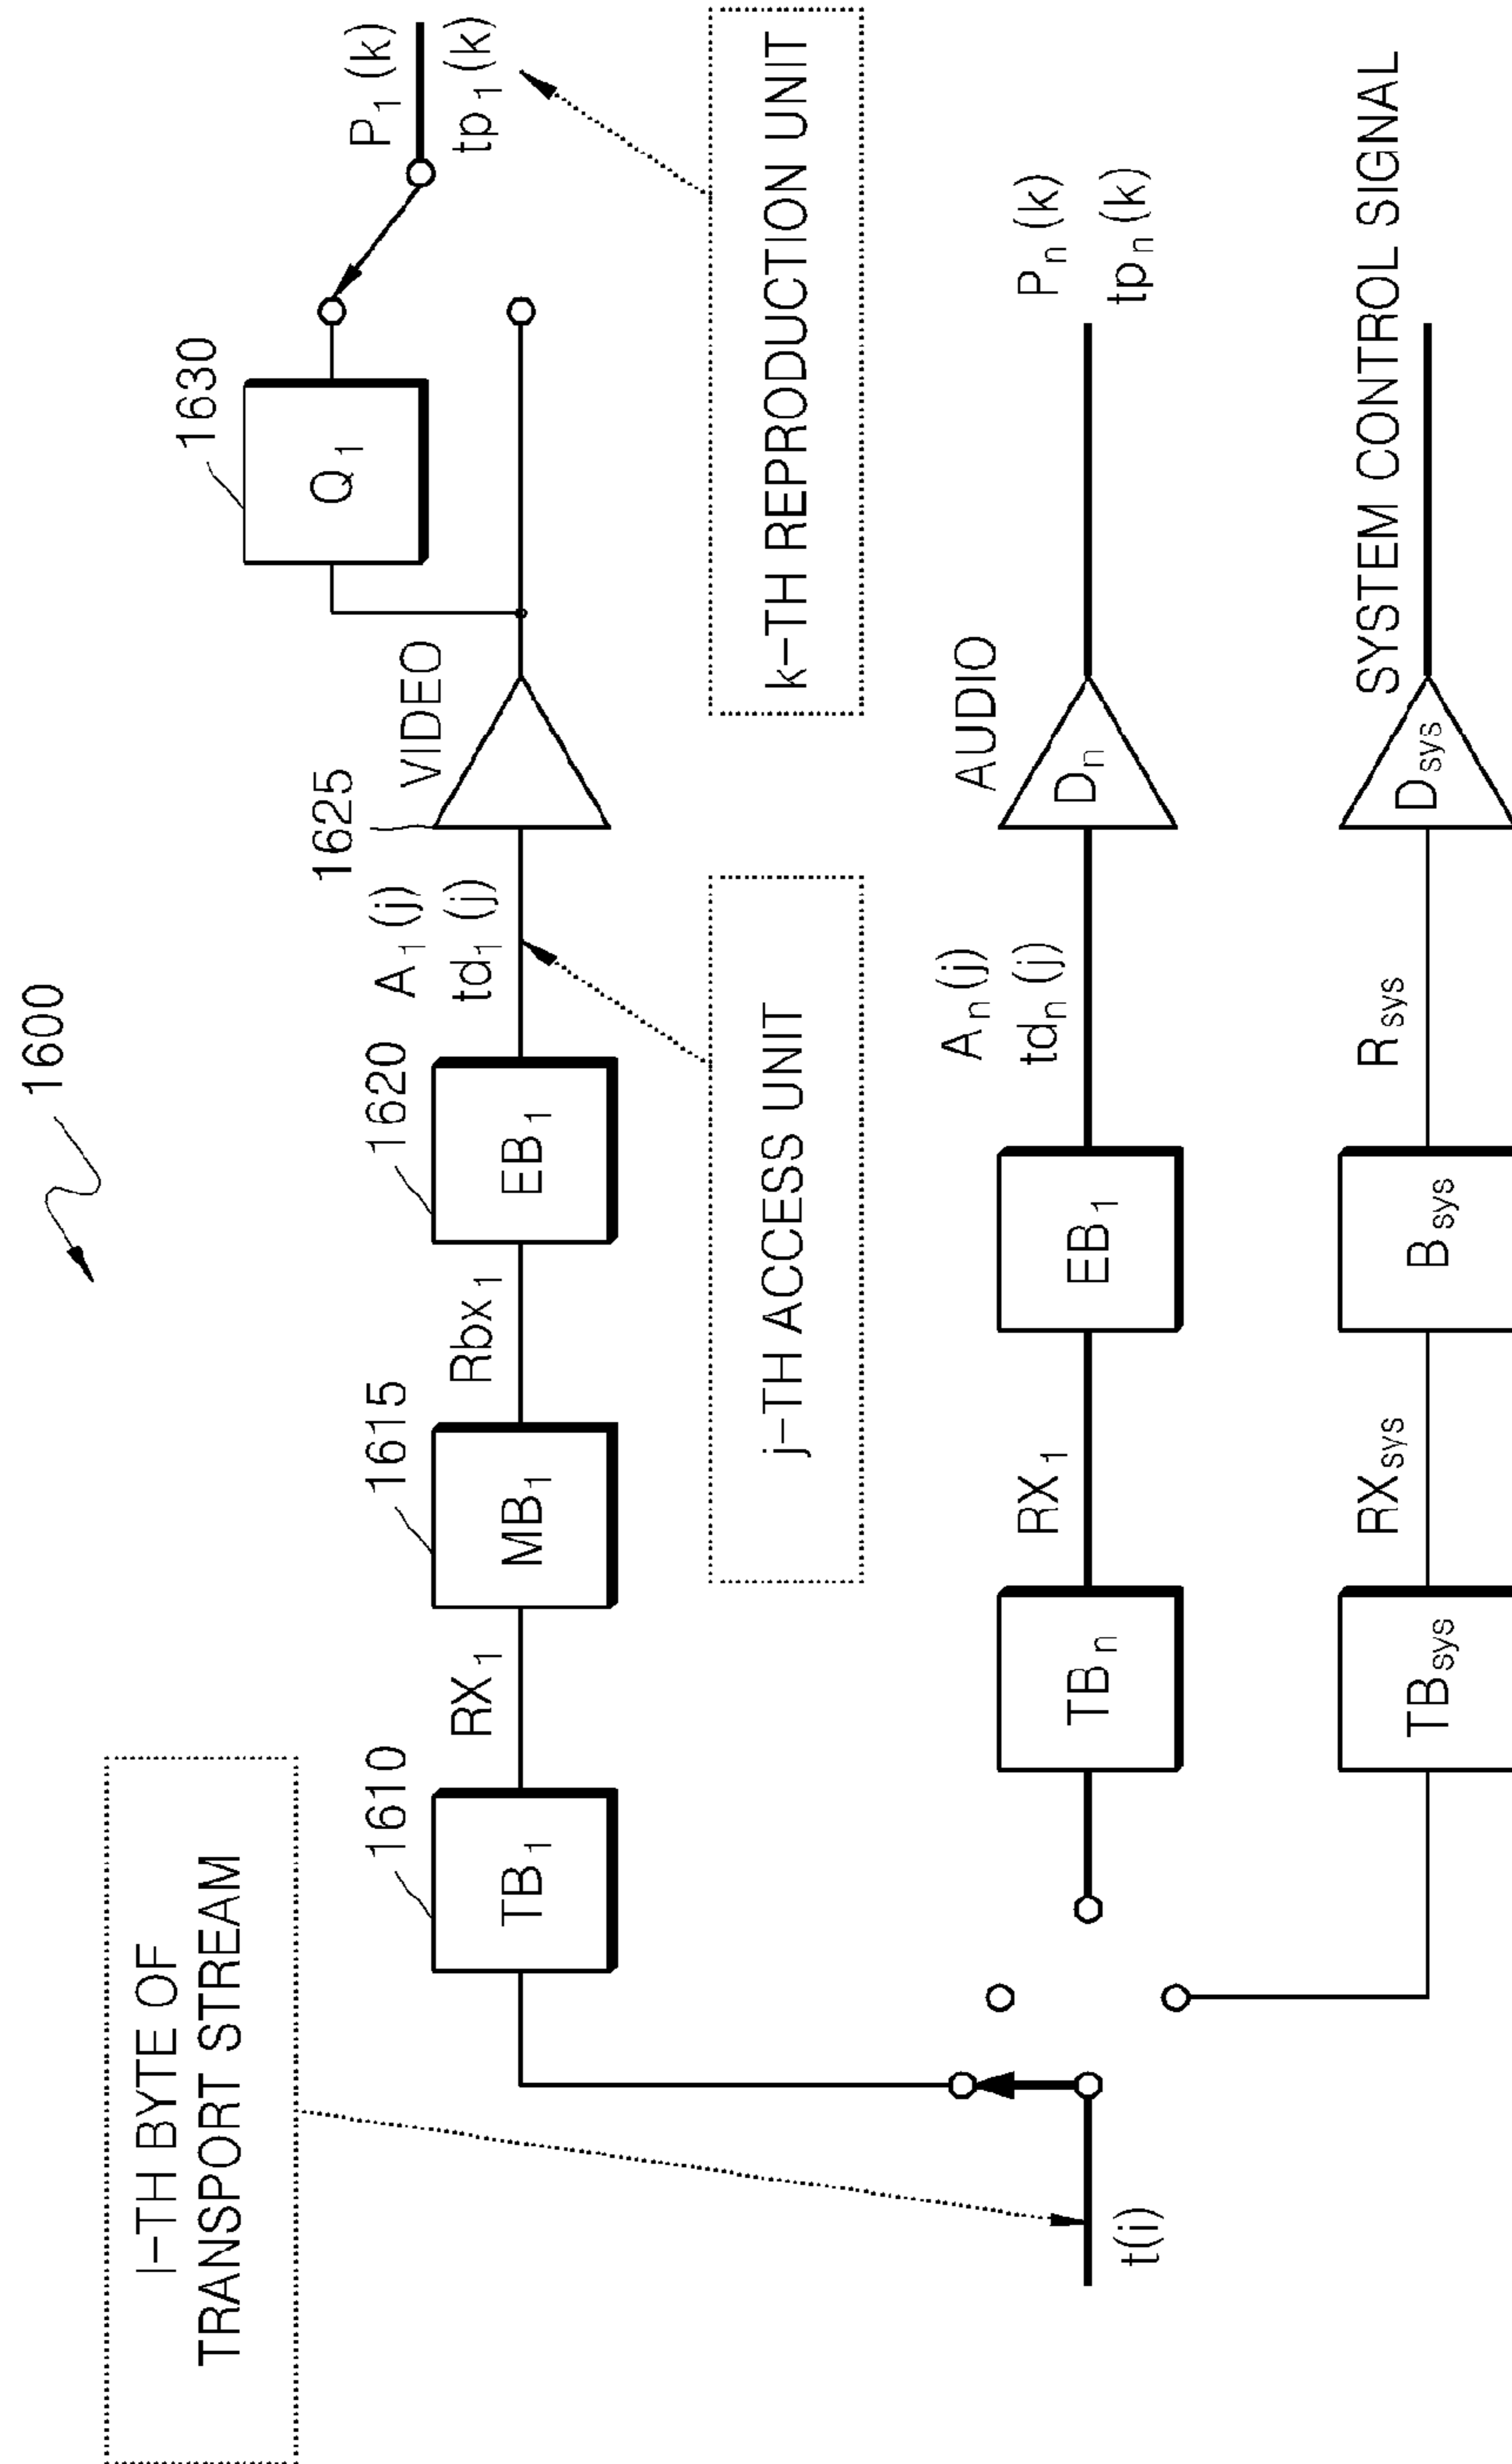 1600
I-TH BYTE OF
TRANSPORT STREAM
1610
TB1
RX1
1615
MB1
Rbx1
1620
EB1
A1(j)
td1(j)
1625
VIDEO
1630
Q1
P1(k)
tp1(k)
j-TH ACCESS UNIT
k-TH REPRODUCTION UNIT
t(i)
TBn
RX1
EB1
An(j)
tdn(j)
AUDIO
Dn
Pn(k)
tpn(k)
TBsys
RXsys
Bsys
Rsys
Dsys
SYSTEM CONTROL SIGNAL